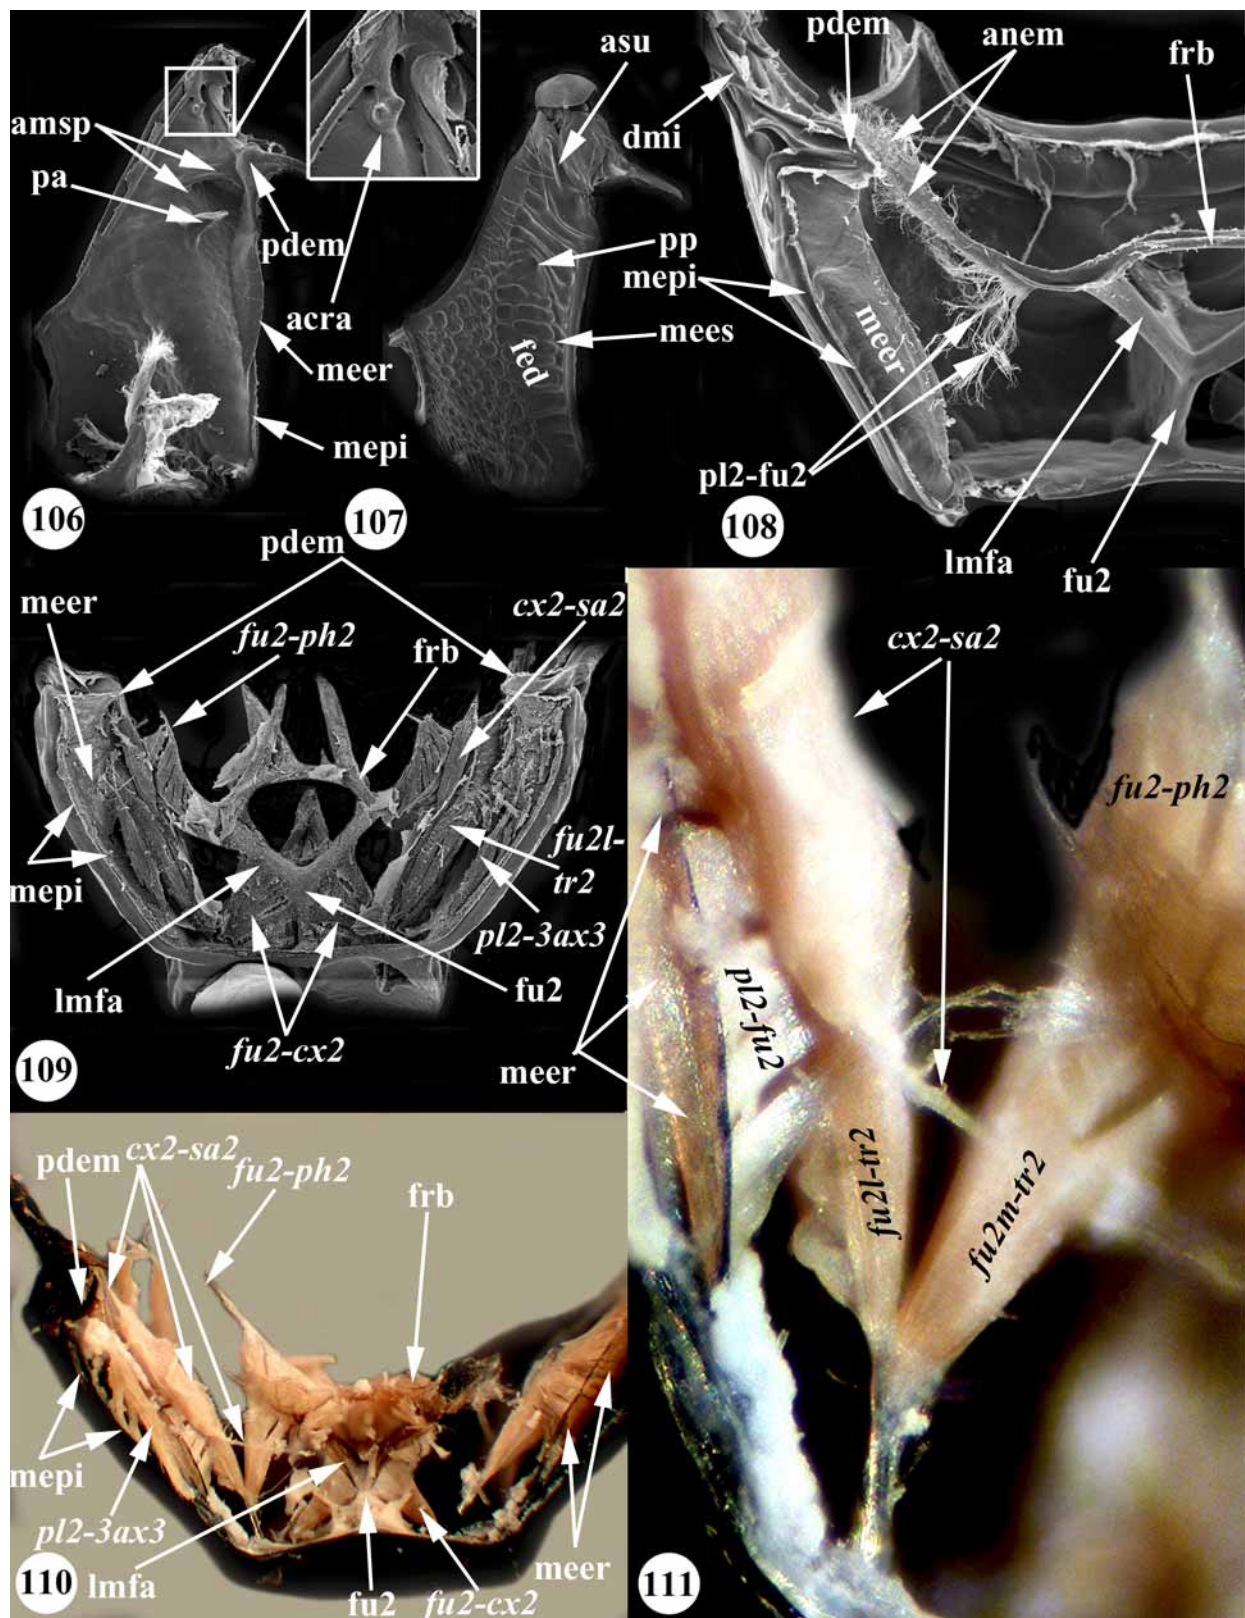 amsp
pa
pdem
acra
meer
mepi
106
asu
pp
mepi
mees
fed
107
pdem
anem
frb
dmi
meer
pl2-fu2
lmfa
fu2
108
pdem
meer
fu2-ph2
frb
cx2-sa2
mepi
fu2l-
tr2
pl2-3ax3
lmfa
fu2
fu2-cx2
109
cx2-sa2
fu2-ph2
pl2-fu2
meer
fu2l-tr2
fu2m-tr2
111
pdem
cx2-sa2
fu2-ph2
frb
mepi
pl2-3ax3
lmfa
fu2
fu2-cx2
meer
110